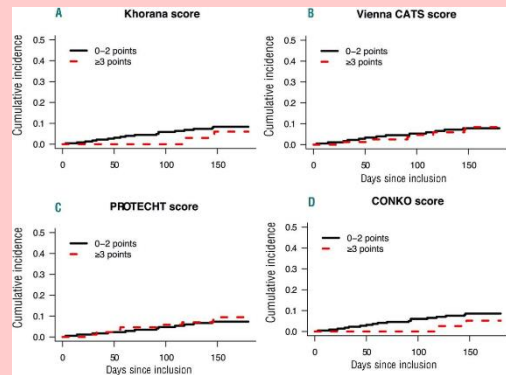 A
Khorana score
0–2 points
≥3 points
Cumulative incidence
0.5
0.4
0.3
0.2
0.1
0.0
0 50 100 150
Days since inclusion
B
Vienna CATS score
0–2 points
≥3 points
Cumulative incidence
0.5
0.4
0.3
0.2
0.1
0.0
0 50 100 150
Days since inclusion
C
PROTECHT score
0–2 points
≥3 points
Cumulative incidence
0.5
0.4
0.3
0.2
0.1
0.0
0 50 100 150
Days since inclusion
D
CONKO score
0–2 points
≥3 points
Cumulative incidence
0.5
0.4
0.3
0.2
0.1
0.0
0 50 100 150
Days since inclusion